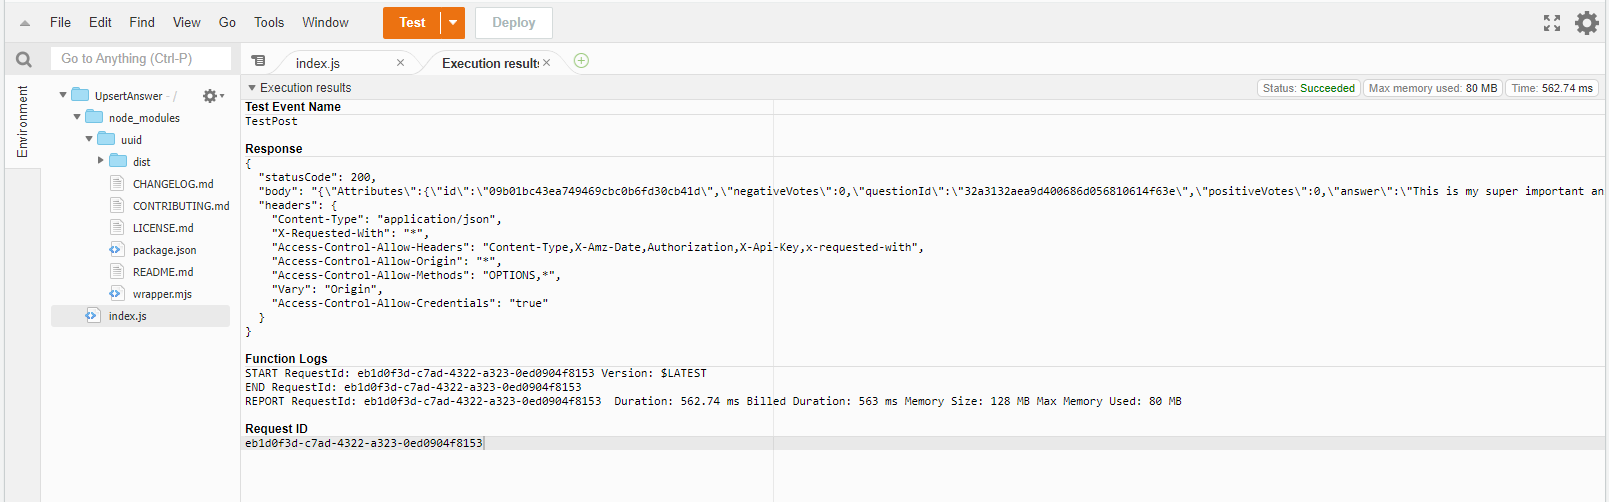 File Edit Find View Go Tools Window Test Deploy
Go to Anything (Ctrl-P)
index.js
Execution results
Environment
UpsertAnswer - /
node_modules
uuid
dist
CHANGELOG.md
CONTRIBUTING.md
LICENSE.md
package.json
README.md
wrapper.mjs
index.js
Execution results
Status: Succeeded Max memory used: 80 MB Time: 562.74 ms
Test Event Name
TestPost
Response
{
  "statusCode": 200,
  "body": "{\"Attributes\":{\"id\":\"09b01bc43ea749469cbc0b6fd30cb41d\",\"negativeVotes\":0,\"questionId\":\"32a3132aea9d400686d056810614f63e\",\"positiveVotes\":0,\"answer\":\"This is my super important an
  "headers": {
    "Content-Type": "application/json",
    "X-Requested-With": "*",
    "Access-Control-Allow-Headers": "Content-Type,X-Amz-Date,Authorization,X-Api-Key,x-requested-with",
    "Access-Control-Allow-Origin": "*",
    "Access-Control-Allow-Methods": "OPTIONS,*",
    "Vary": "Origin",
    "Access-Control-Allow-Credentials": "true"
  }
}
Function Logs
START RequestId: eb1d0f3d-c7ad-4322-a323-0ed0904f8153 Version: $LATEST
END RequestId: eb1d0f3d-c7ad-4322-a323-0ed0904f8153
REPORT RequestId: eb1d0f3d-c7ad-4322-a323-0ed0904f8153  Duration: 562.74 ms Billed Duration: 563 ms Memory Size: 128 MB Max Memory Used: 80 MB
Request ID
eb1d0f3d-c7ad-4322-a323-0ed0904f8153